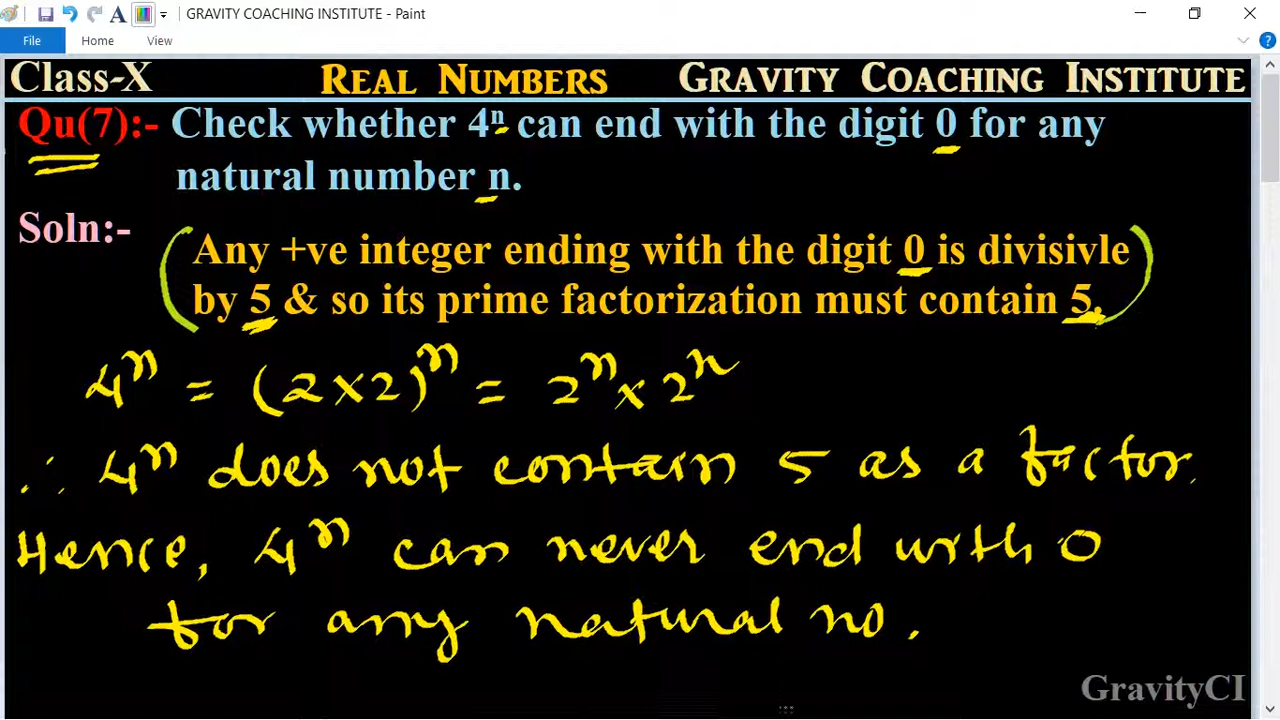 GRAVITY COACHING INSTITUTE - Paint
File Home View
Class-X REAL NUMBERS GRAVITY COACHING INSTITUTE
Qu(7):- Check whether 4ⁿ can end with the digit 0 for any
natural number n.
Soln:-
(Any +ve integer ending with the digit 0 is divisivle
by 5 & so its prime factorization must contain 5.)
4ⁿ = (2×2)ⁿ = 2ⁿ × 2ⁿ
∴ 4ⁿ does not contain 5 as a factor.
Hence, 4ⁿ can never end with 0
for any natural no.
GravityCI